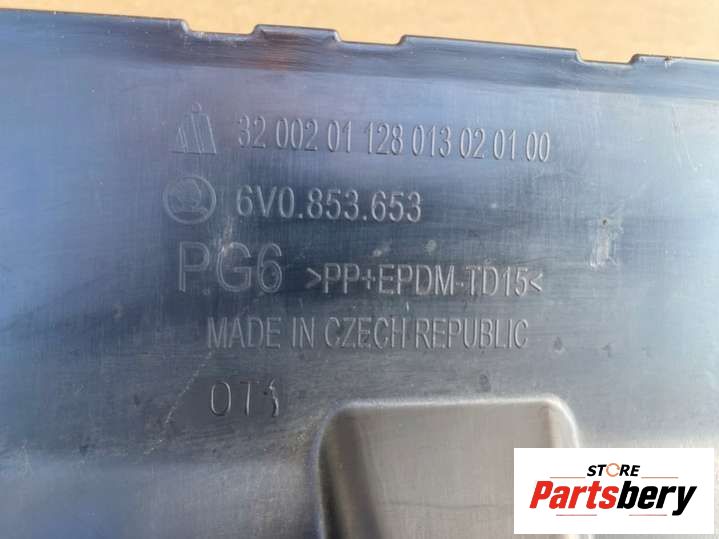 32 002 01 128 013 02 01 00
6V0.853.653
PG6 >PP+EPDM-TD15<
MADE IN CZECH REPUBLIC
OT
STORE
Partsbery